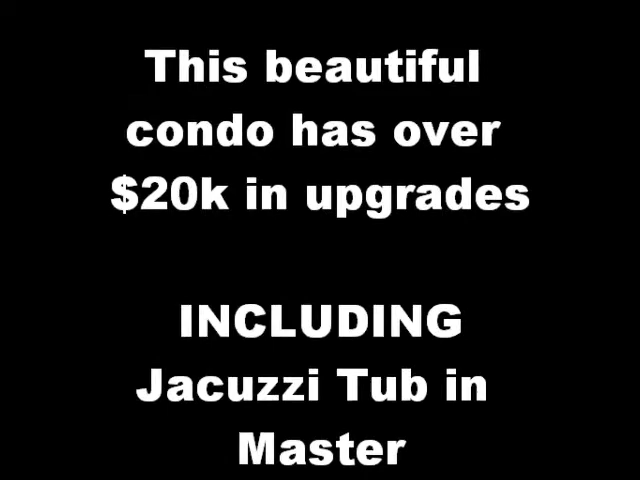 This beautiful
condo has over
$20k in upgrades
INCLUDING
Jacuzzi Tub in
Master